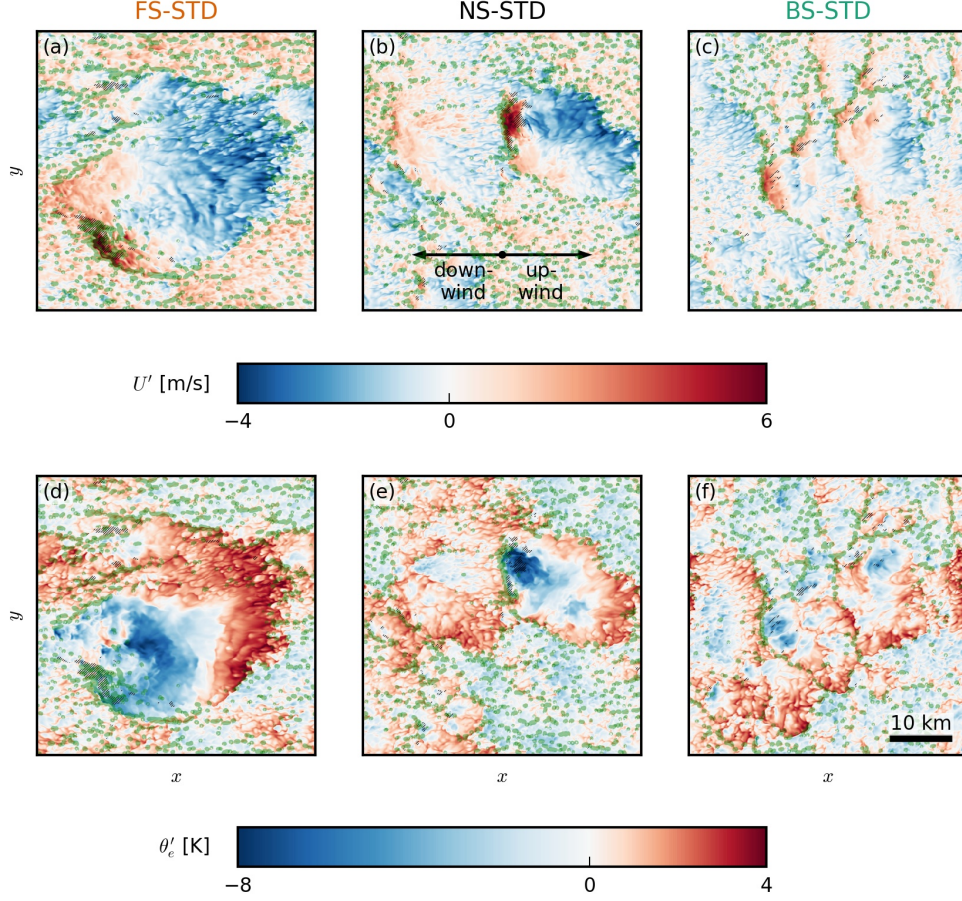 FS-STD NS-STD BS-STD
(a) (b) (c)
y
down-
wind
up-
wind
U′ [m/s]
−4 0 6
(d) (e) (f)
y
10 km
x x x
θ′e [K]
−8 0 4